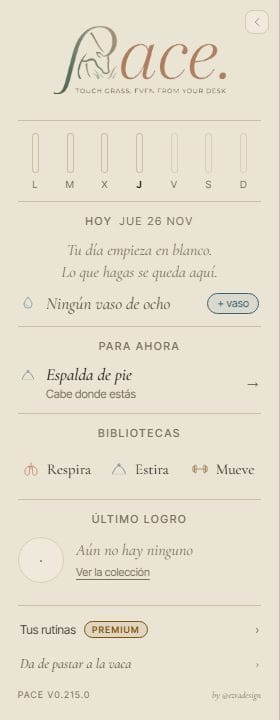 Pace.
TOUCH GRASS. EVEN FROM YOUR DESK
L M X J V S D
HOY JUE 26 NOV
Tu día empieza en blanco.
Lo que hagas se queda aquí.
Ningún vaso de ocho
+ vaso
PARA AHORA
Espalda de pie
Cabe donde estás
→
BIBLIOTECAS
Respira Estira Mueve
ÚLTIMO LOGRO
Aún no hay ninguno
Ver la colección
Tus rutinas PREMIUM ›
Da de pastar a la vaca ›
PACE V0.215.0 by @ezradesign